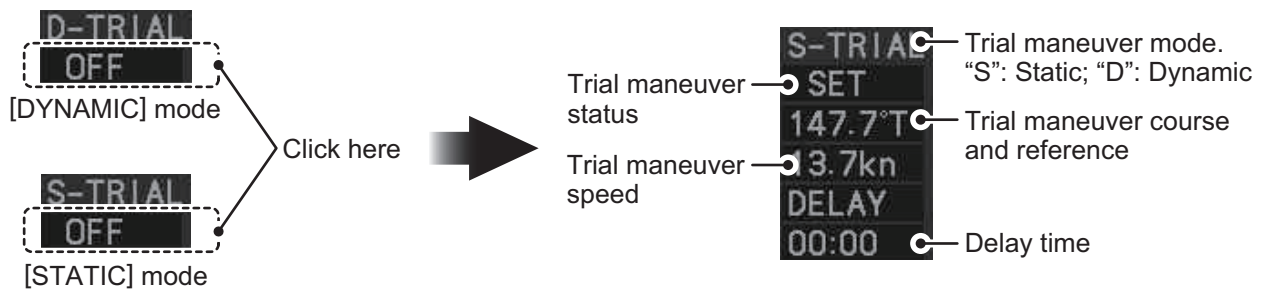 D-TRIAL
OFF
[DYNAMIC] mode
Click here
S-TRIAL
OFF
[STATIC] mode
Trial maneuver
status
Trial maneuver
speed
S-TRIAL
SET
147.7°T
13.7kn
DELAY
00:00
Trial maneuver mode.
“S”: Static; “D”: Dynamic
Trial maneuver course
and reference
Delay time